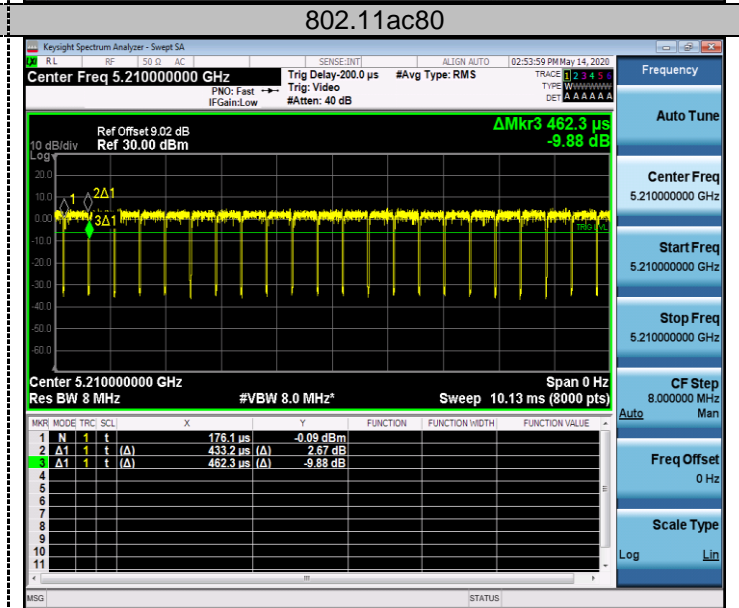 802.11ac80
Keysight Spectrum Analyzer - Swept SA
RL RF 50 Ω AC SENSE:INT ALIGN AUTO 02:53:59 PM May 14, 2020
Center Freq 5.210000000 GHz
PNO: Fast
IFGain:Low
Trig Delay-200.0 µs
Trig: Video
#Atten: 40 dB
#Avg Type: RMS
TRACE 1 2 3 4 5 6
TYPE WWWWWW
DET A A A A A A
Ref Offset 9.02 dB
10 dB/div Ref 30.00 dBm
ΔMkr3 462.3 µs
-9.88 dB
Log
20.0
10.0
0.00
-10.0
-20.0
-30.0
-40.0
-50.0
-60.0
1
2Δ1
3Δ1
TRIG LVL
Center 5.210000000 GHz Span 0 Hz
Res BW 8 MHz #VBW 8.0 MHz* Sweep 10.13 ms (8000 pts)
MKR MODE TRC SCL X Y FUNCTION FUNCTION WIDTH FUNCTION VALUE
1 N 1 t 176.1 µs -0.09 dBm
2 Δ1 1 t (Δ) 433.2 µs (Δ) 2.67 dB
3 Δ1 1 t (Δ) 462.3 µs (Δ) -9.88 dB
4
5
6
7
8
9
10
11
MSG STATUS
Frequency
Auto Tune
Center Freq
5.210000000 GHz
Start Freq
5.210000000 GHz
Stop Freq
5.210000000 GHz
CF Step
8.000000 MHz
Auto Man
Freq Offset
0 Hz
Scale Type
Log Lin